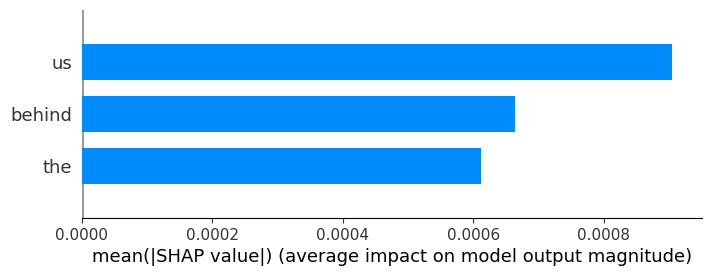 us
behind
the
0.0000 0.0002 0.0004 0.0006 0.0008
mean(|SHAP value|) (average impact on model output magnitude)